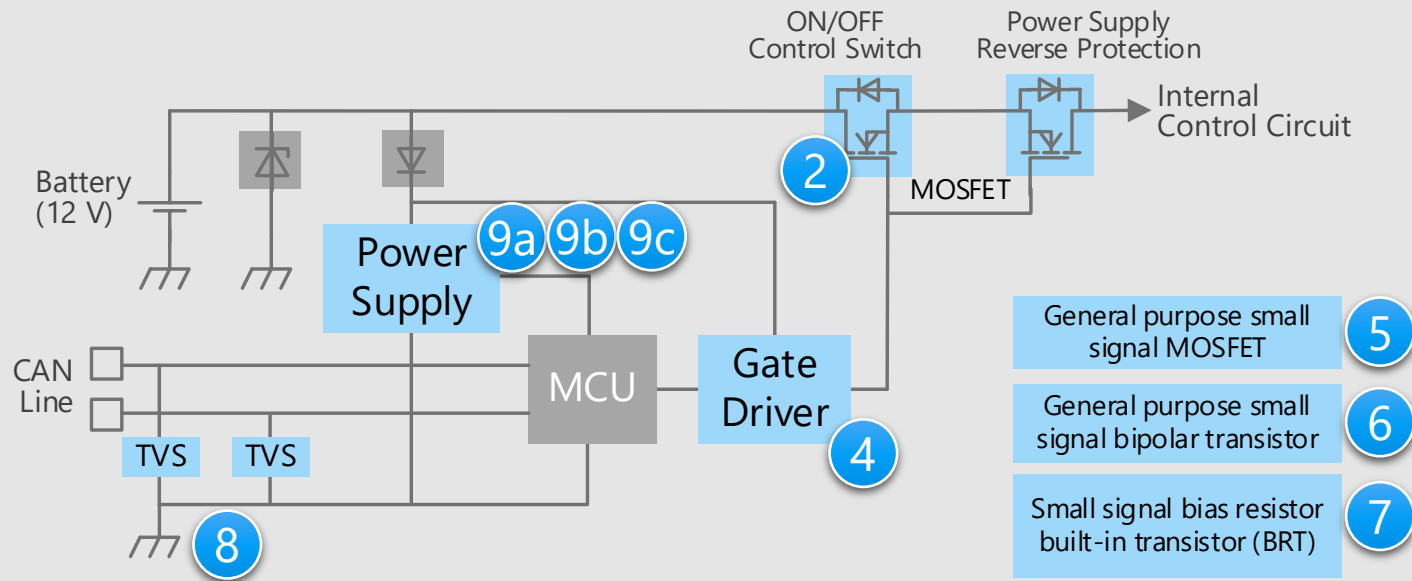 ON/OFF
Control Switch
Power Supply
Reverse Protection
Internal
Control Circuit
Battery
(12 V)
2
MOSFET
9a
9b
9c
Power
Supply
CAN
Line
MCU
Gate
Driver
4
TVS
TVS
8
General purpose small
signal MOSFET
5
General purpose small
signal bipolar transistor
6
Small signal bias resistor
built-in transistor (BRT)
7